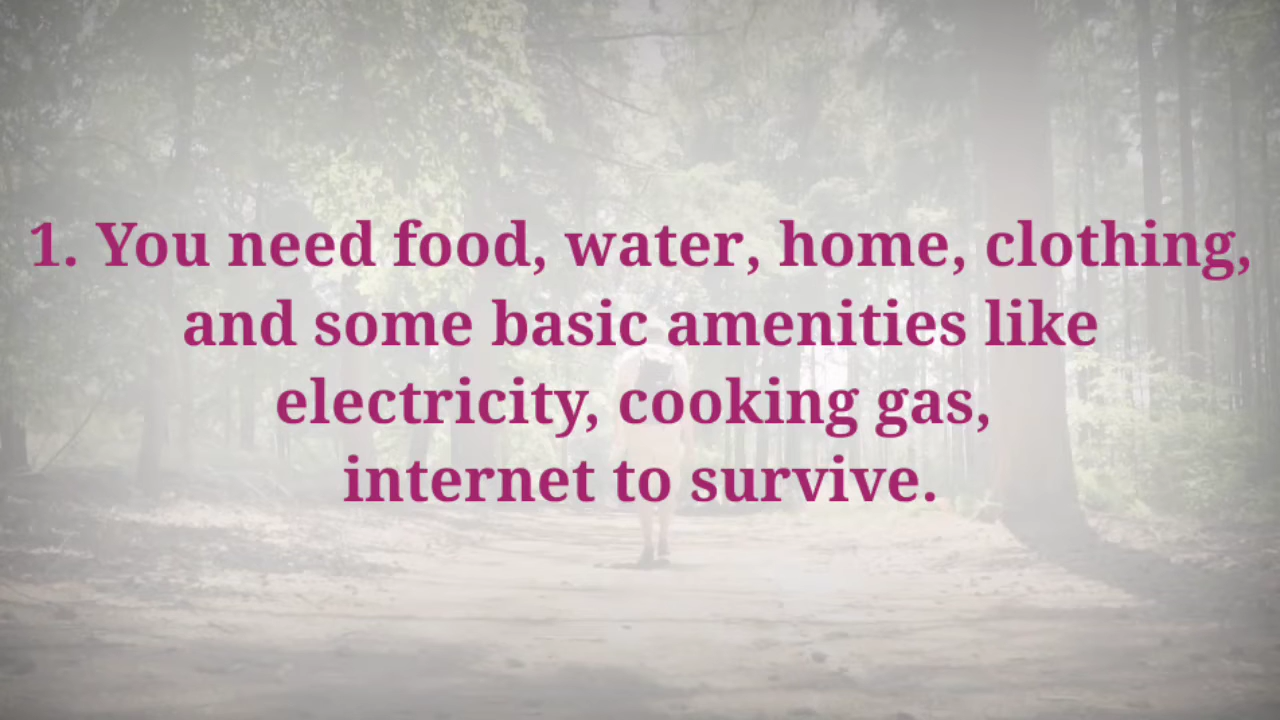 1. You need food, water, home, clothing,
and some basic amenities like
electricity, cooking gas,
internet to survive.